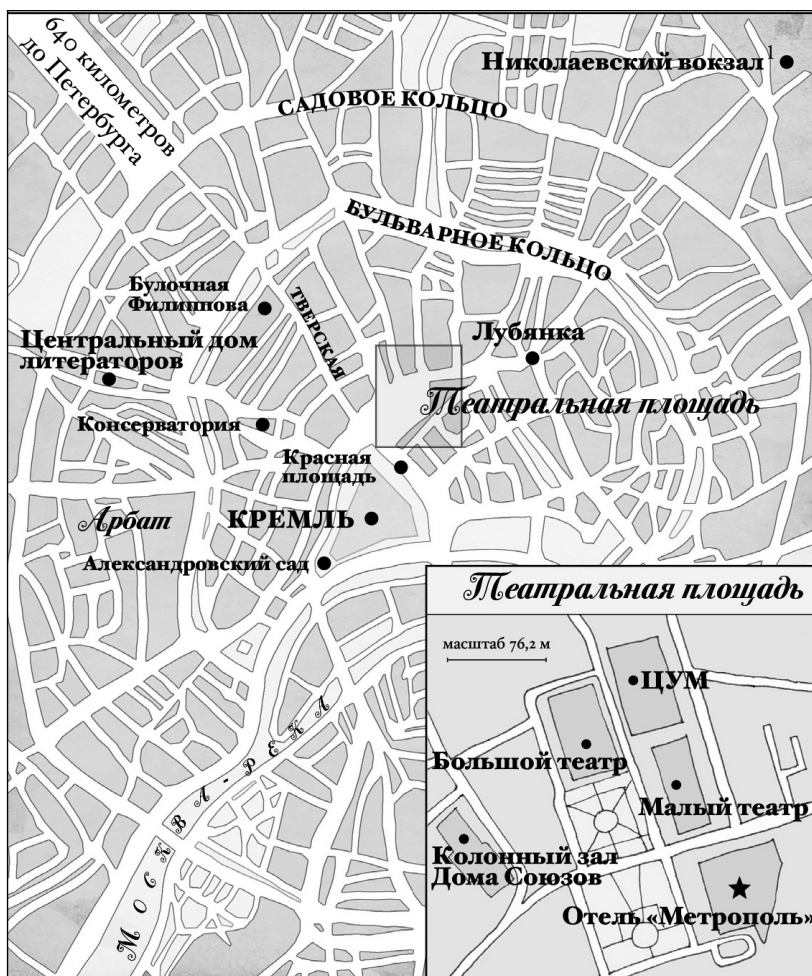 640 километров
до Петербурга
Николаевский вокзал 1
САДОВОЕ КОЛЬЦО
БУЛЬВАРНОЕ КОЛЬЦО
Булочная
Филиппова
ТВЕРСКАЯ
Лубянка
Центральный дом
литераторов
Театральная площадь
Консерватория
Красная
площадь
Арбат
КРЕМЛЬ
Александровский сад
МОСКВА-РЕКА
Театральная площадь
масштаб 76,2 м
ЦУМ
Большой театр
Малый театр
Колонный зал
Дома Союзов
Отель «Метрополь»